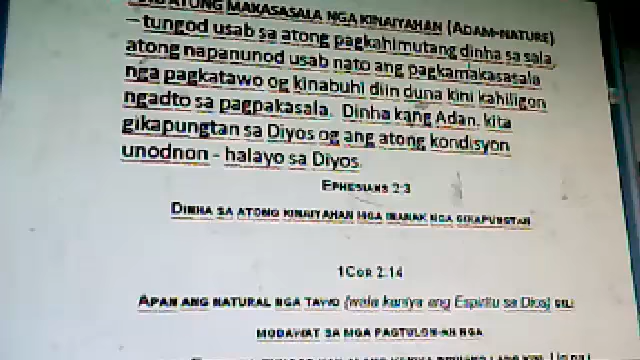 ATONG MAKASASALA NGA KINAIYAHAN (ADAM-NATURE)
– tungod usab sa atong pagkahimutang dinha sa sala,
atong napanunod usab nato ang pagkamakasasala
nga pagkatawo og kinabuhi diin duna kini kahiligon
ngadto sa pagpakasala. Dinha kang Adan, kita
gikapungtan sa Diyos og ang atong kondisyon
unodnon - halayo sa Diyos.
EPHESIANS 2:3
DINHA SA ATONG KINAIYAHAN MGA INANAK NGA GIKAPUNGTAN
1COR 2:14
APAN ANG NATURAL NGA TAWO (wala kaniya ang Espiritu sa Dios) DILI
MODAWAT SA MGA PAGTULON-AN NGA